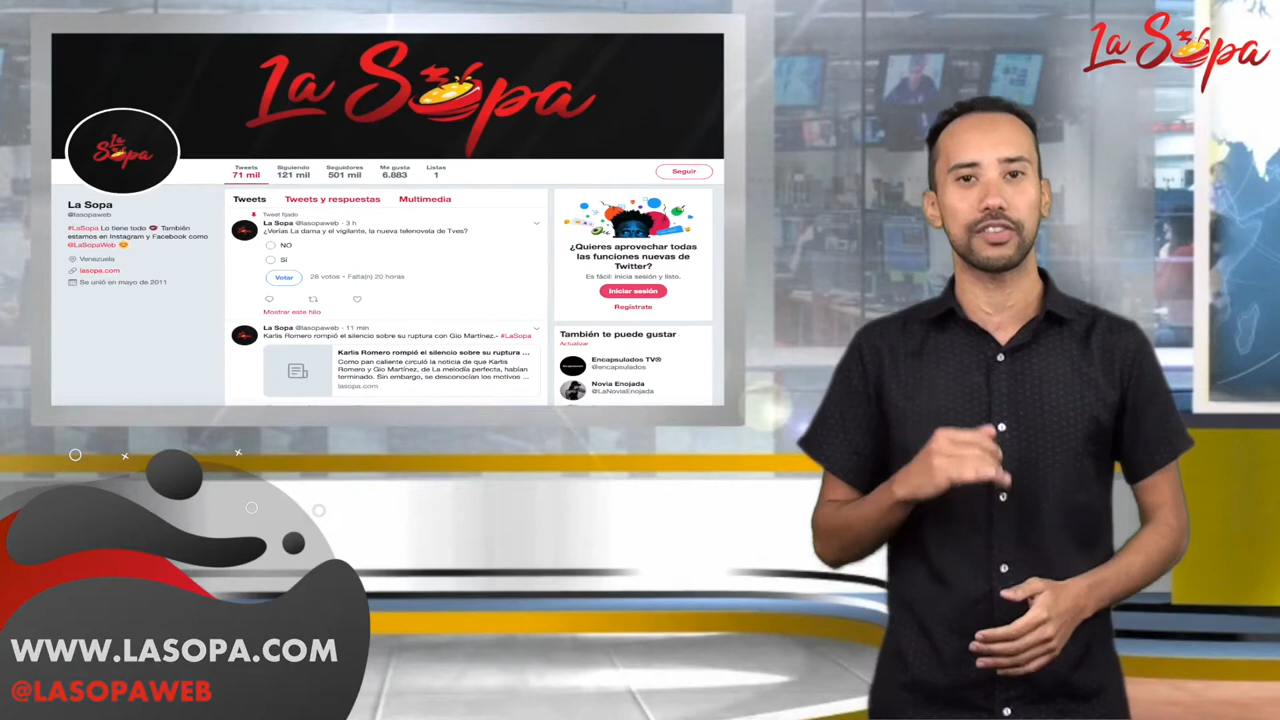 La Sopa
La Sopa
La Sopa
Tweets
71 mil
Siguiendo
121 mil
Seguidores
501 mil
Me gusta
6.883
Listas
1
Seguir
La Sopa
@lasopaweb
#LaSopa Lo tiene todo 💋 También
estamos en Instagram y Facebook como
@LaSopaWeb 😊
Venezuela
lasopa.com
Se unió en mayo de 2011
Tweets
Tweets y respuestas
Multimedia
Tweet fijado
La Sopa @lasopaweb · 3 h
¿Verías La dama y el vigilante, la nueva telenovela de Tves?
NO
Sí
Votar
28 votos • Falta(n) 20 horas
Mostrar este hilo
La Sopa @lasopaweb · 11 min
Karlis Romero rompió el silencio sobre su ruptura con Gio Martínez.- #LaSopa
Karlis Romero rompió el silencio sobre su ruptura ...
Como pan caliente circuló la noticia de que Karlis
Romero y Gio Martínez, de La melodía perfecta, habían
terminado. Sin embargo, se desconocían los motivos ...
lasopa.com
¿Quieres aprovechar todas
las funciones nuevas de
Twitter?
Es fácil: inicia sesión y listo.
Iniciar sesión
Regístrate
También te puede gustar
Actualizar
Encapsulados TV®
@encapsulados
Novia Enojada
@LaNoviaEnojada
WWW.LASOPA.COM
@LASOPAWEB